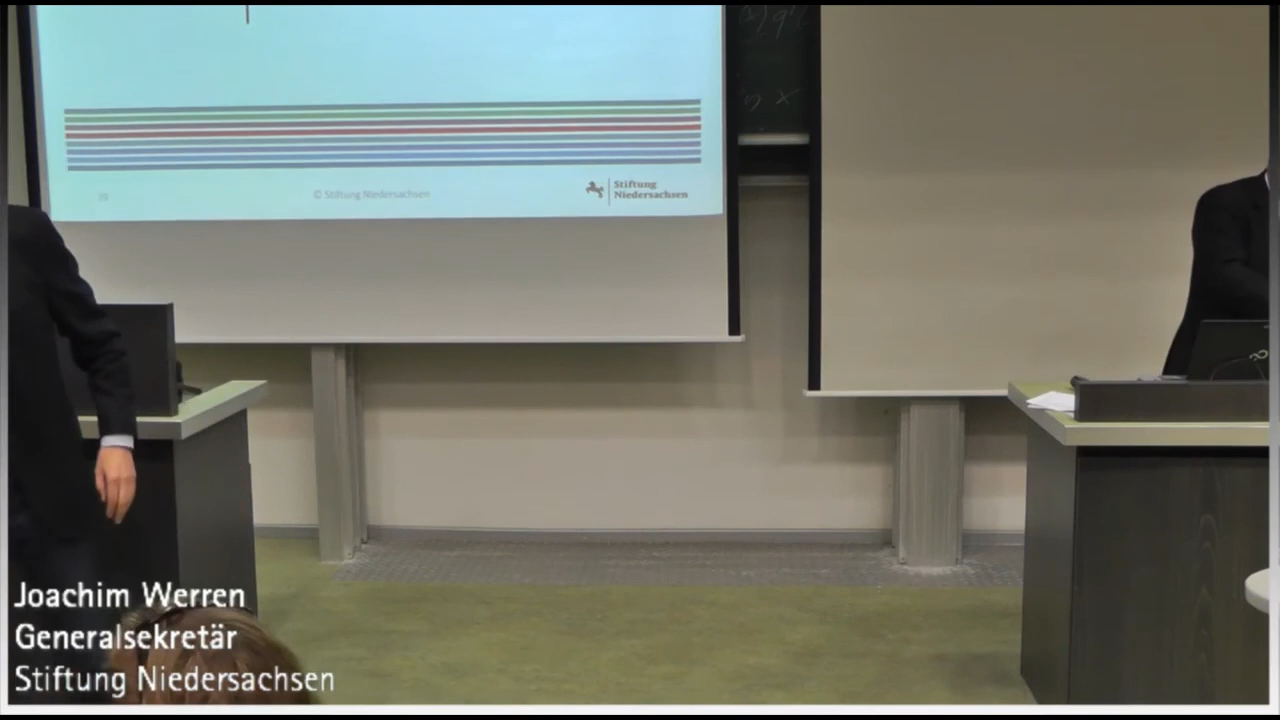 © Stiftung Niedersachsen
Stiftung
Niedersachsen
Joachim Werren
Generalsekretär
Stiftung Niedersachsen